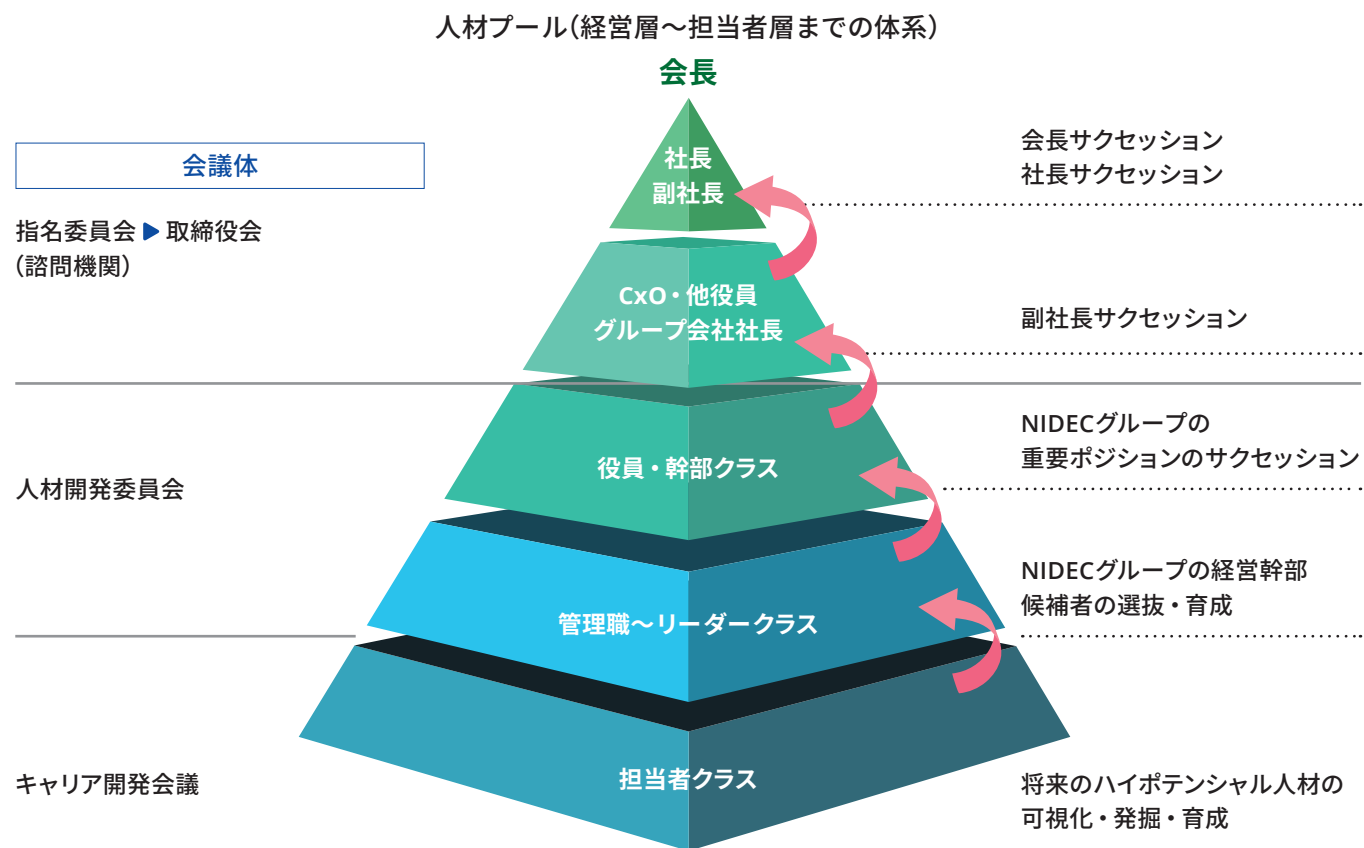 人材プール(経営層～担当者層までの体系)
会長
会議体
指名委員会▶取締役会
(諮問機関)
人材開発委員会
キャリア開発会議
社長
副社長
CxO・他役員
グループ会社社長
役員・幹部クラス
管理職～リーダークラス
担当者クラス
会長サクセッション
社長サクセッション
副社長サクセッション
NIDECグループの
重要ポジションのサクセッション
NIDECグループの経営幹部
候補者の選抜・育成
将来のハイポテンシャル人材の
可視化・発掘・育成